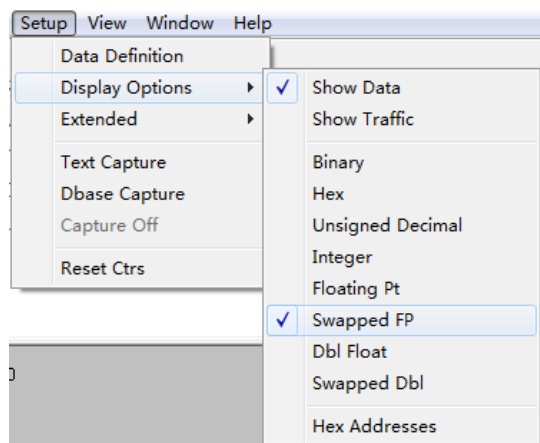 Setup View Window Help
Data Definition
Display Options
Extended
Text Capture
Dbase Capture
Capture Off
Reset Ctrs
Show Data
Show Traffic
Binary
Hex
Unsigned Decimal
Integer
Floating Pt
Swapped FP
Dbl Float
Swapped Dbl
Hex Addresses